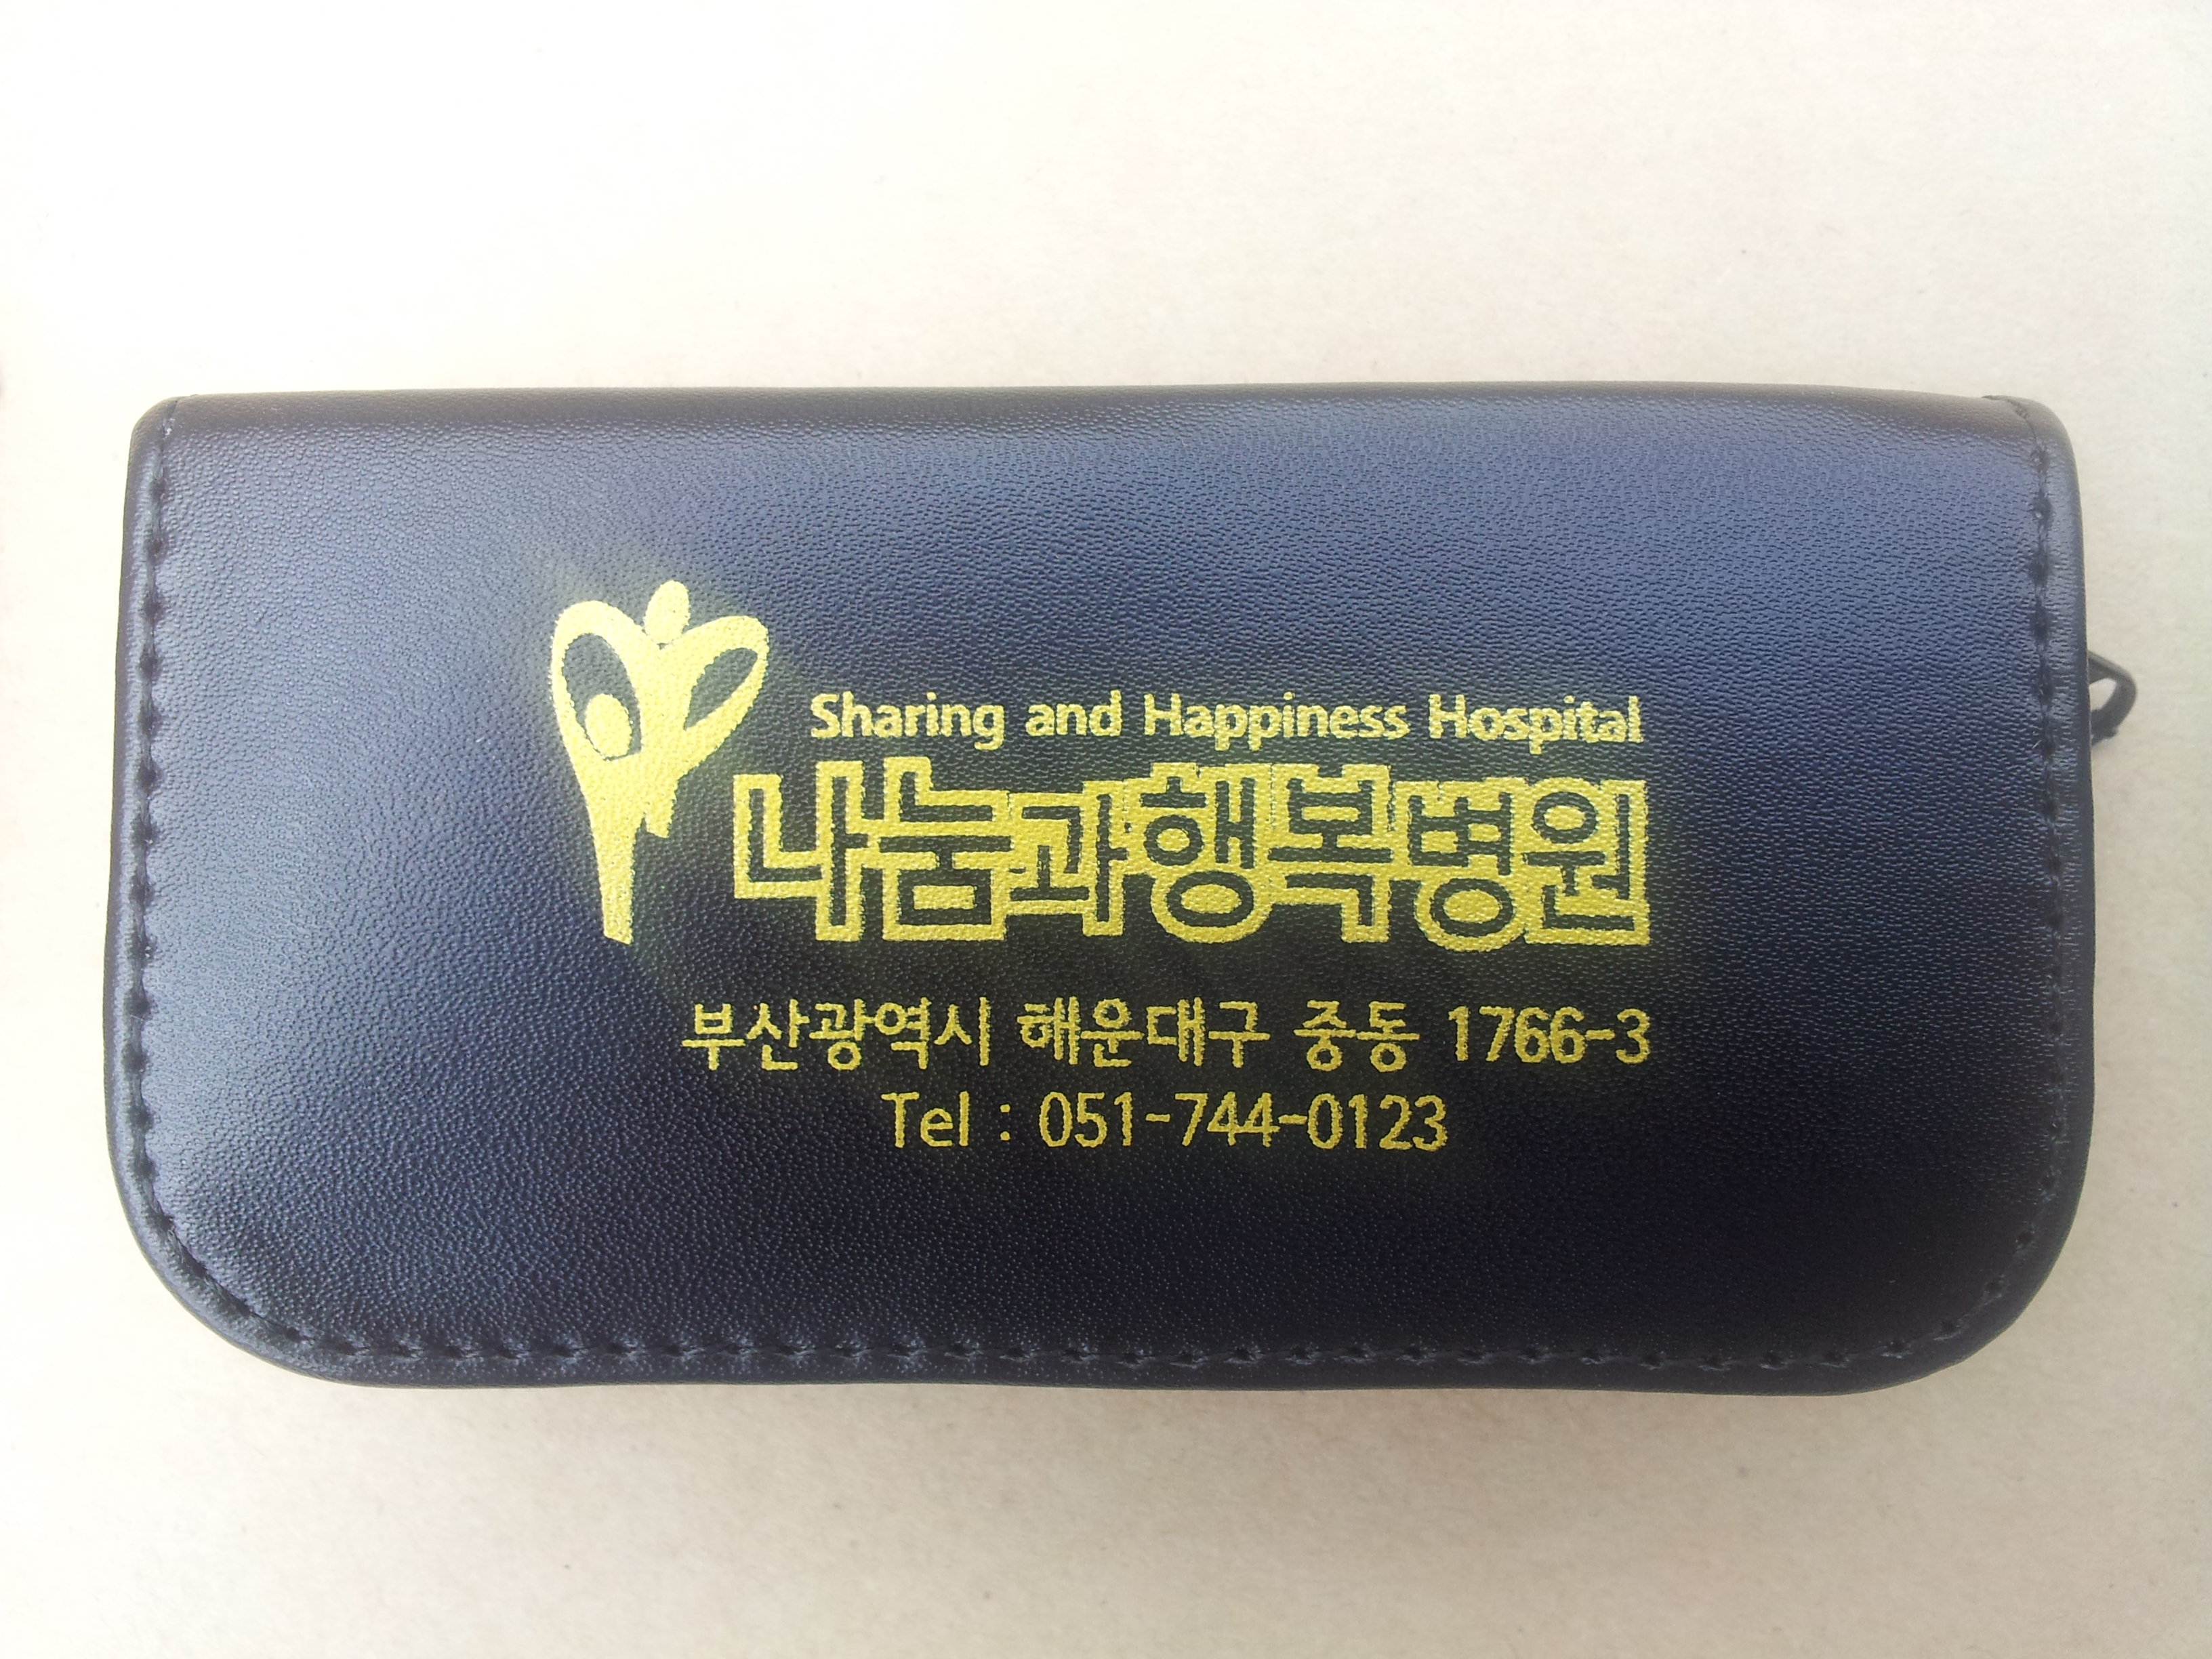 Sharing and Happiness Hospital
나눔과행복병원
부산광역시 해운대구 중동 1766-3
Tel : 051-744-0123